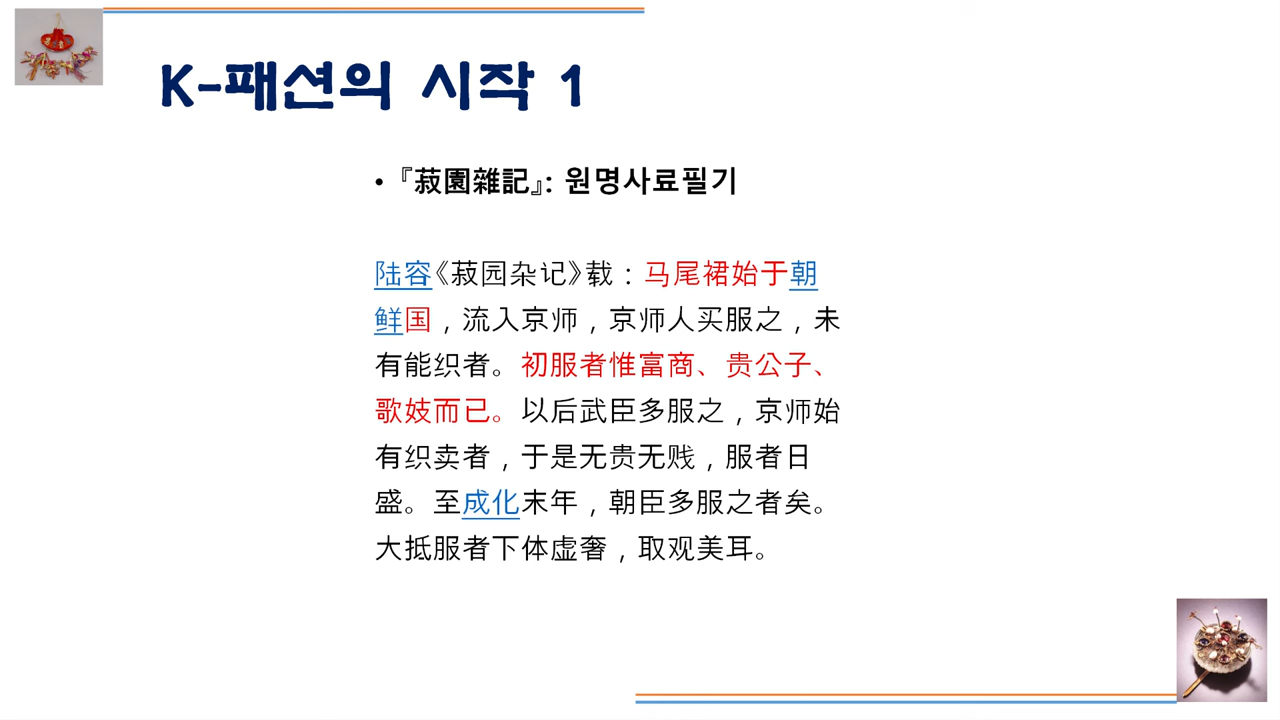 K-패션의 시작 1
• 『菽園雜記』: 원명사료필기
陆容《菽园杂记》载：马尾裙始于朝
鲜国，流入京师，京师人买服之，未
有能织者。初服者惟富商、贵公子、
歌妓而已。以后武臣多服之，京师始
有织卖者，于是无贵无贱，服者日
盛。至成化末年，朝臣多服之者矣。
大抵服者下体虚奢，取观美耳。